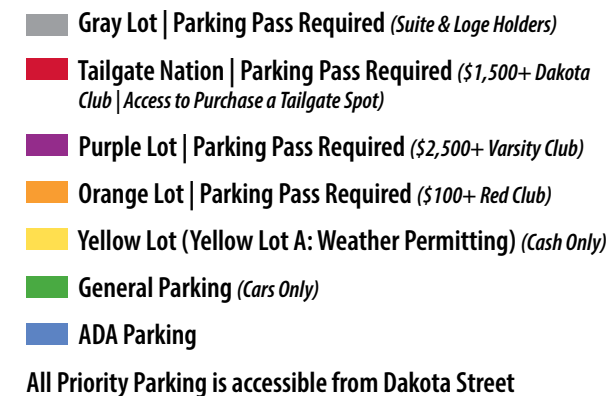 Gray Lot | Parking Pass Required (Suite & Loge Holders)
Tailgate Nation | Parking Pass Required ($1,500+ Dakota
Club | Access to Purchase a Tailgate Spot)
Purple Lot | Parking Pass Required ($2,500+ Varsity Club)
Orange Lot | Parking Pass Required ($100+ Red Club)
Yellow Lot (Yellow Lot A: Weather Permitting) (Cash Only)
General Parking (Cars Only)
ADA Parking
All Priority Parking is accessible from Dakota Street